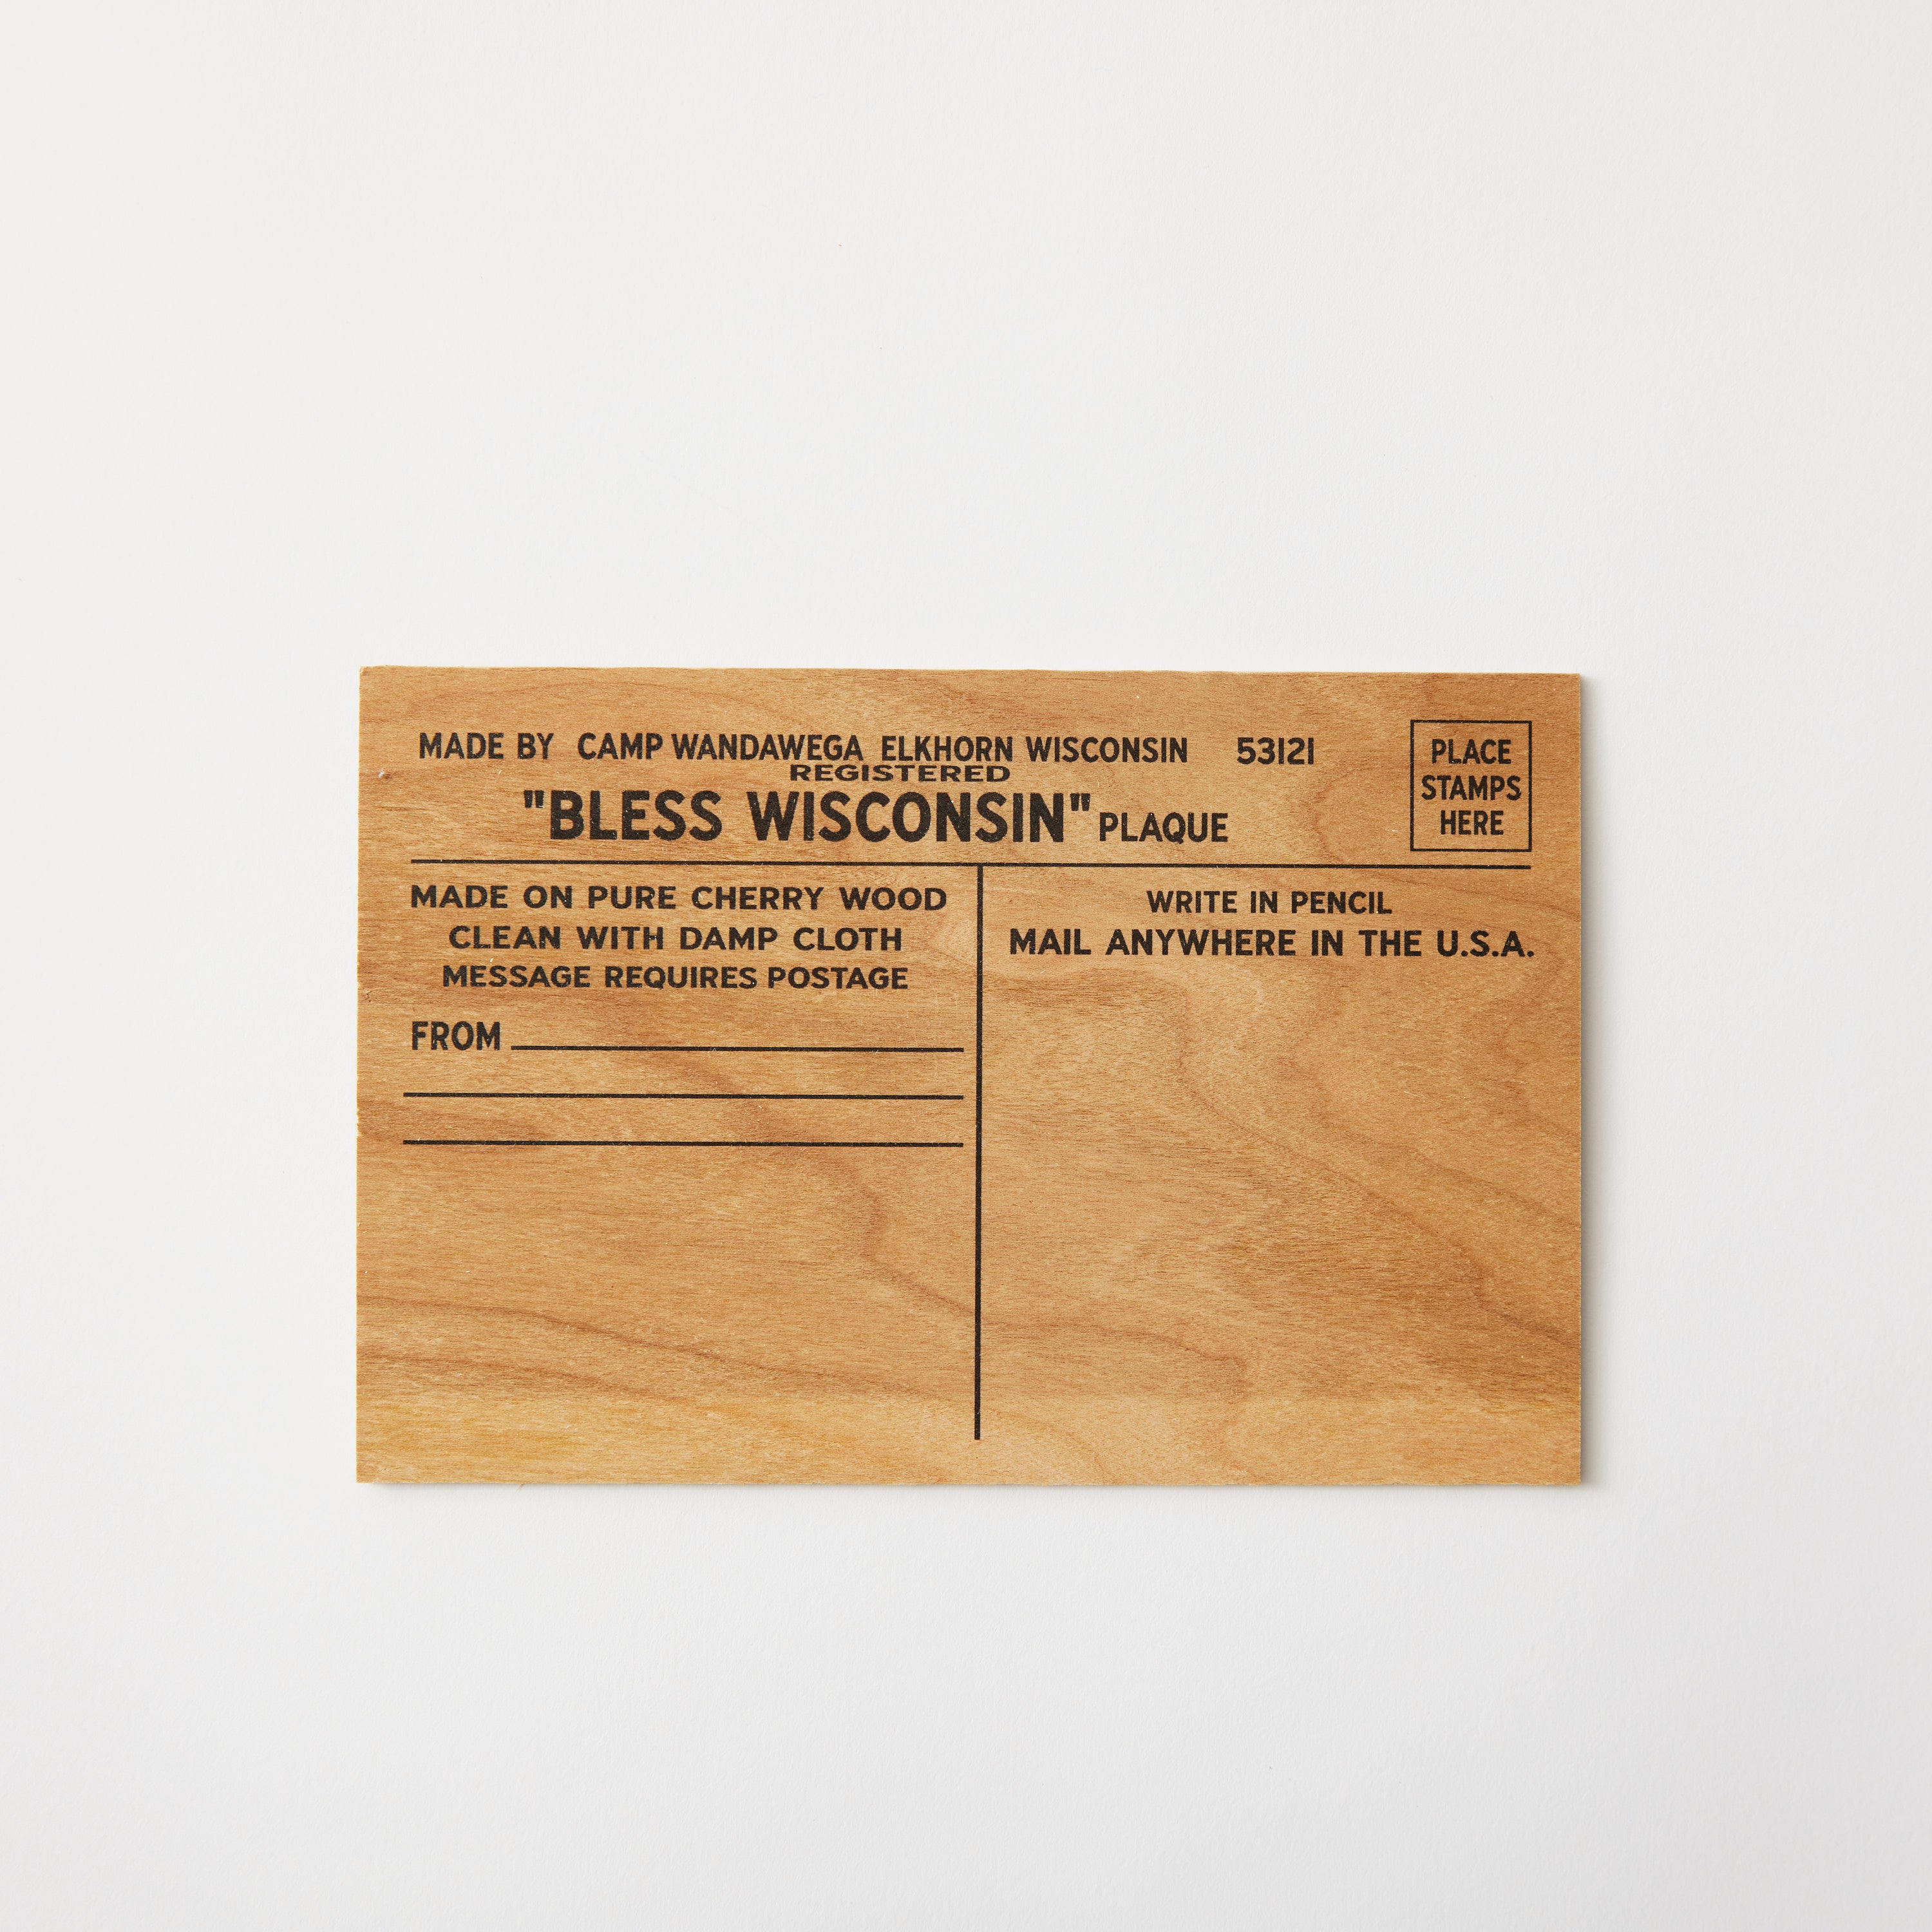 MADE BY CAMP WANDAWEGA ELKHORN WISCONSIN 53121
REGISTERED
"BLESS WISCONSIN" PLAQUE
PLACE
STAMPS
HERE
MADE ON PURE CHERRY WOOD
CLEAN WITH DAMP CLOTH
MESSAGE REQUIRES POSTAGE
FROM
WRITE IN PENCIL
MAIL ANYWHERE IN THE U.S.A.